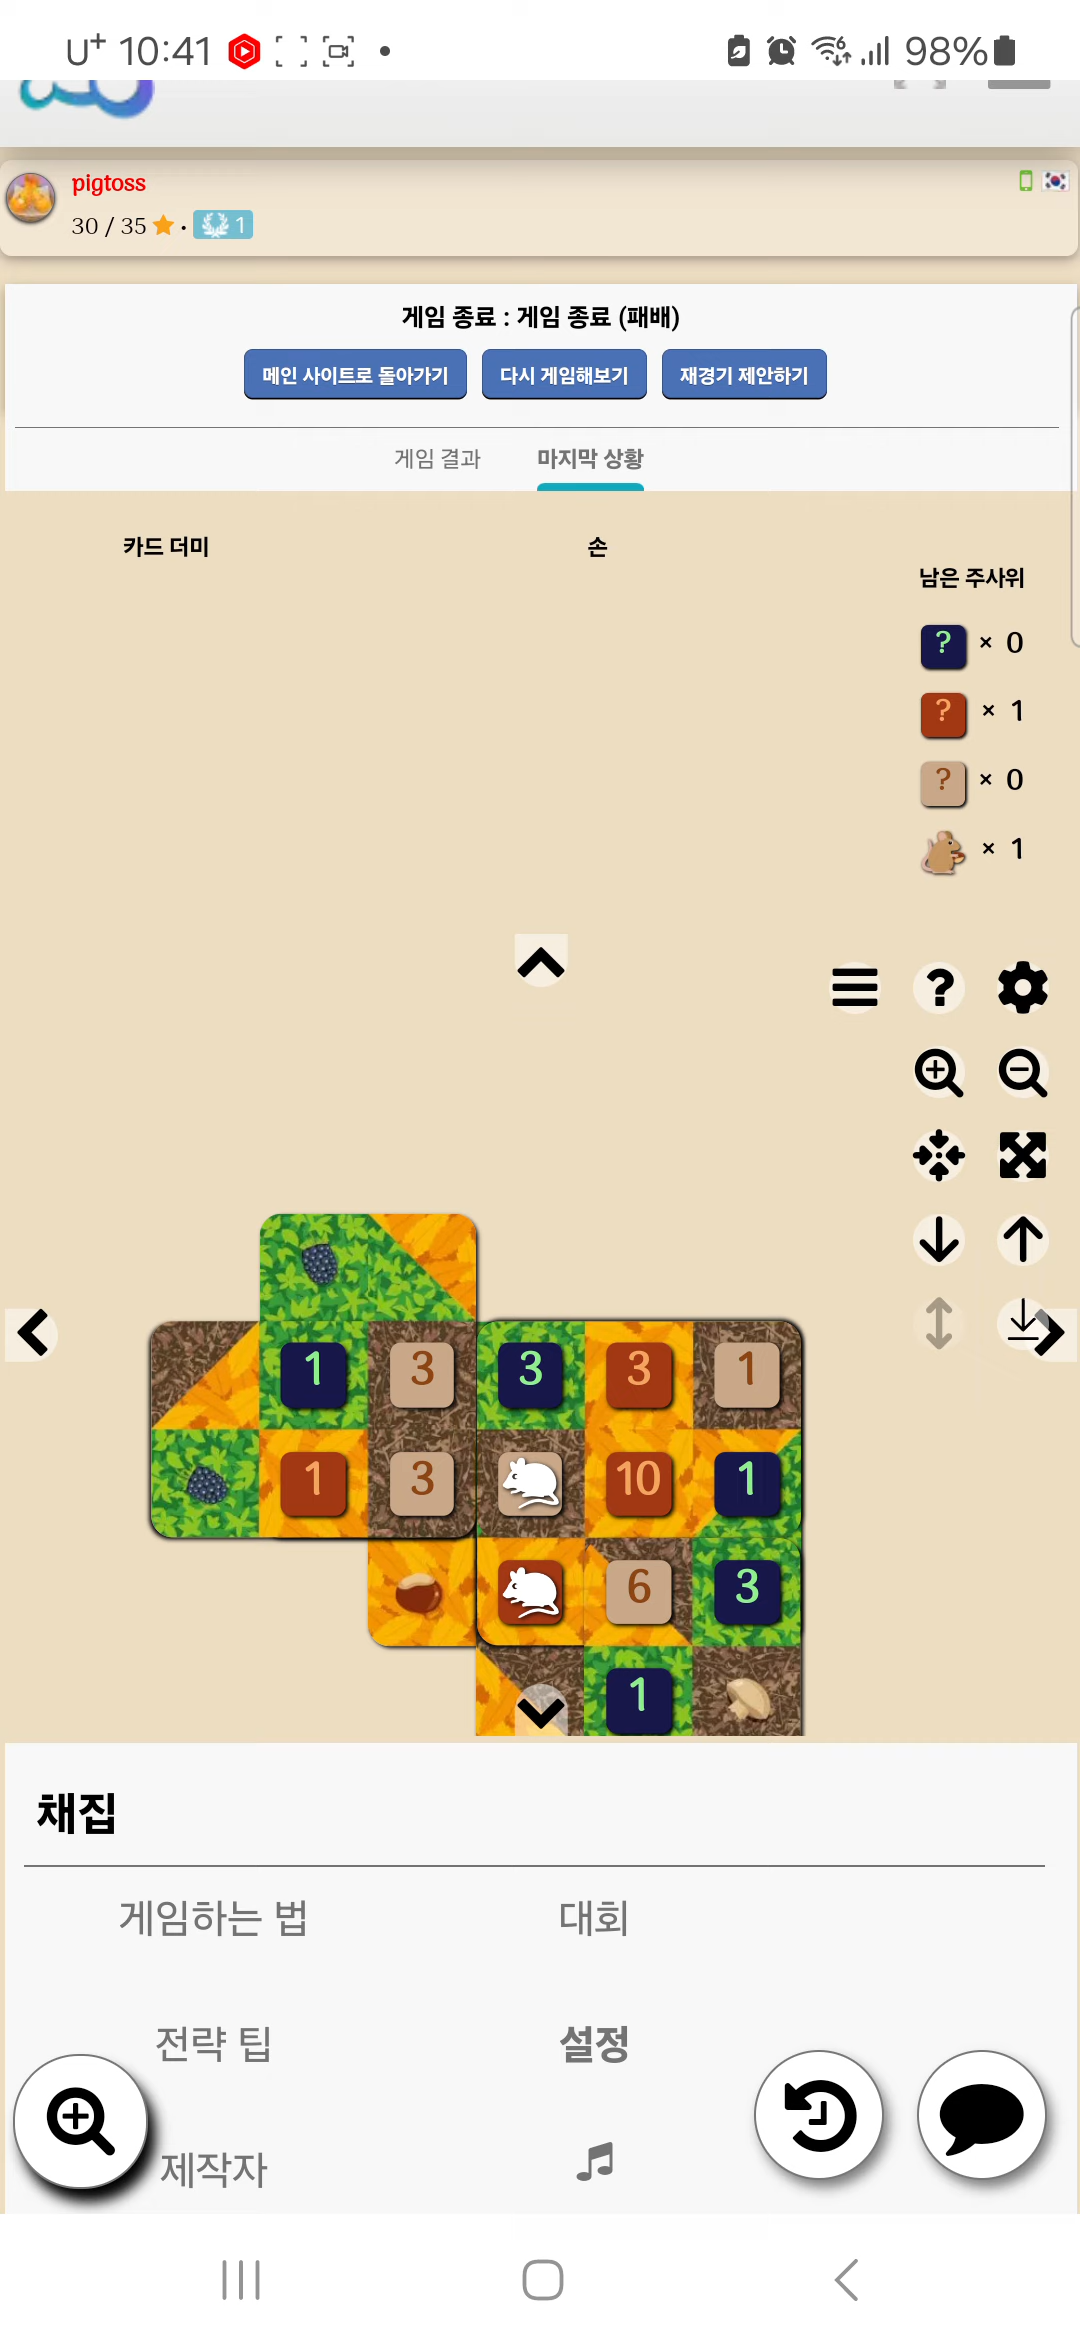 U+ 10:41 98%
pigtoss
30 / 35 • 1
게임 종료 : 게임 종료 (패배)
메인 사이트로 돌아가기 다시 게임해보기 재경기 제안하기
게임 결과 마지막 상황
카드 더미 손
남은 주사위
? × 0
? × 1
? × 0
× 1
?
1 3 3 3 1
1 3 10 1
6 3
1
채집
게임하는 법 대회
전략 팁 설정
제작자